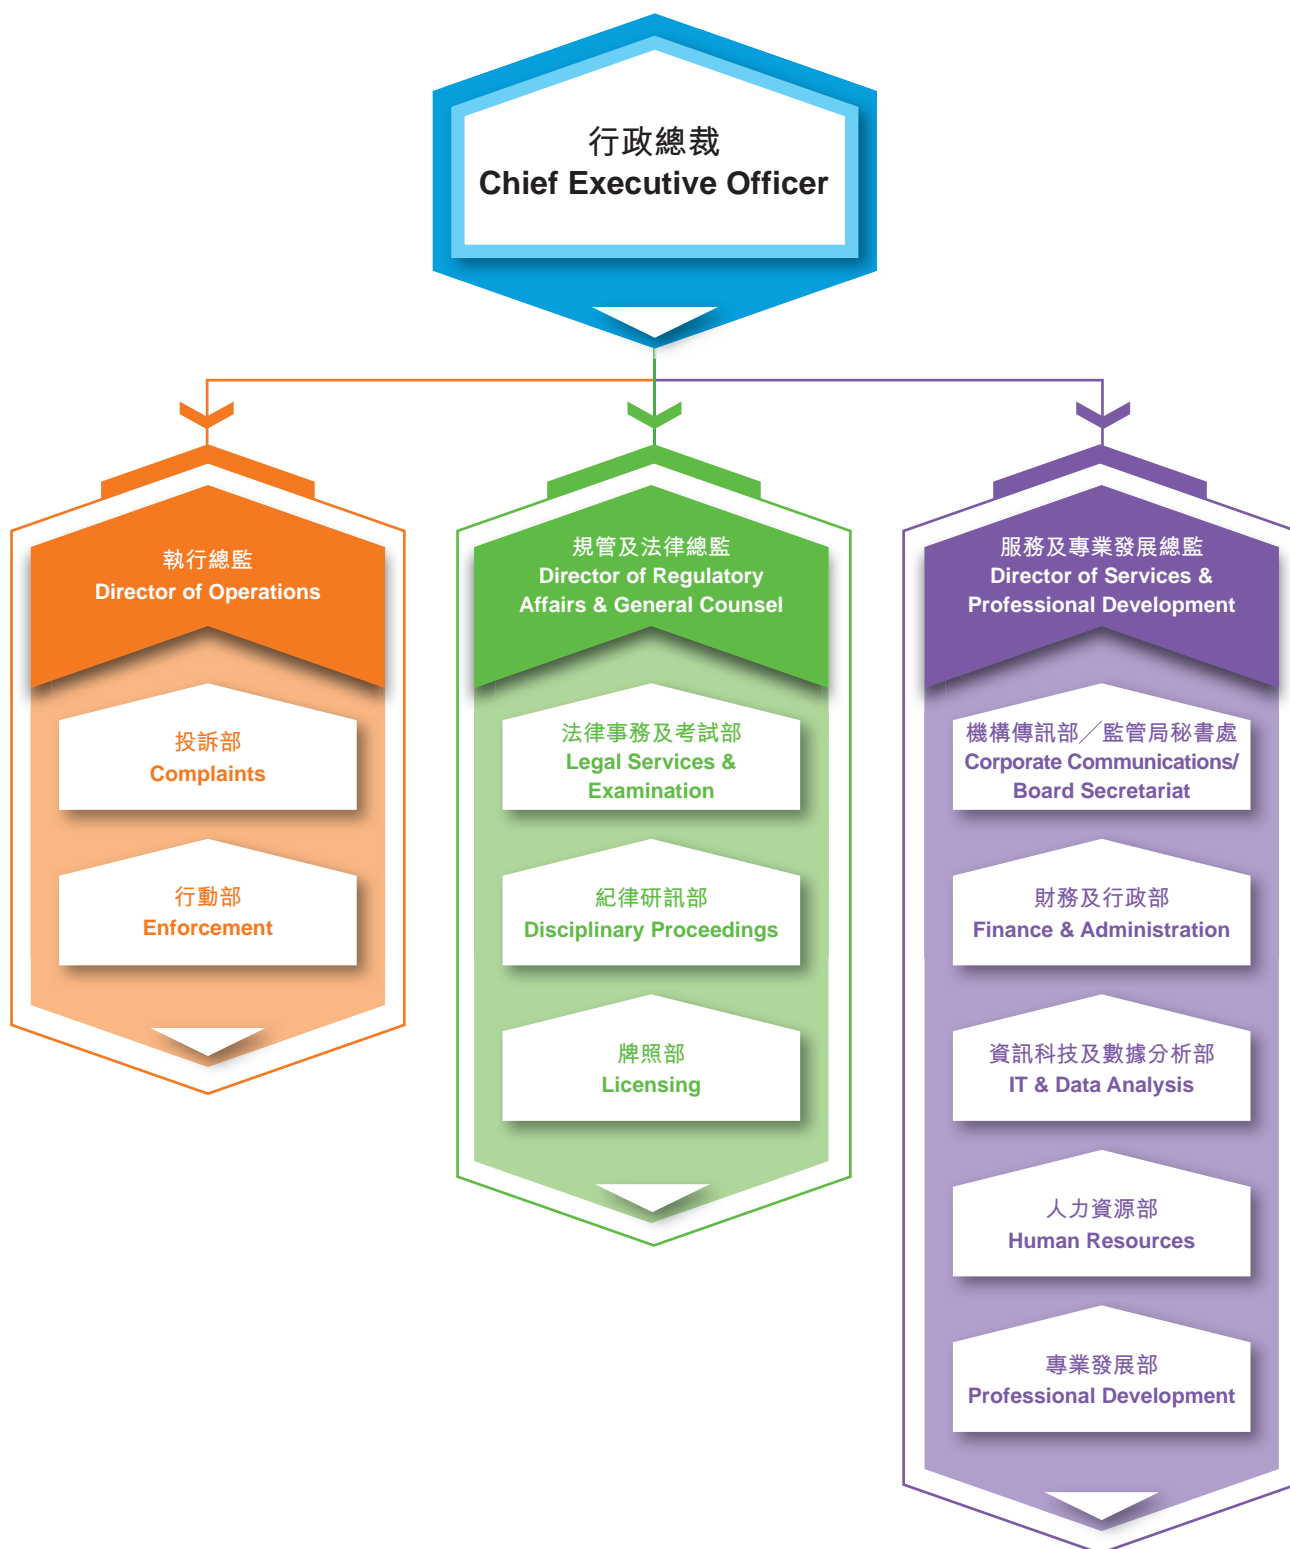 行政總裁
Chief Executive Officer
執行總監
Director of Operations
投訴部
Complaints
行動部
Enforcement
規管及法律總監
Director of Regulatory
Affairs & General Counsel
法律事務及考試部
Legal Services &
Examination
紀律研訊部
Disciplinary Proceedings
牌照部
Licensing
服務及專業發展總監
Director of Services &
Professional Development
機構傳訊部╱監管局秘書處
Corporate Communications/
Board Secretariat
財務及行政部
Finance & Administration
資訊科技及數據分析部
IT & Data Analysis
人力資源部
Human Resources
專業發展部
Professional Development